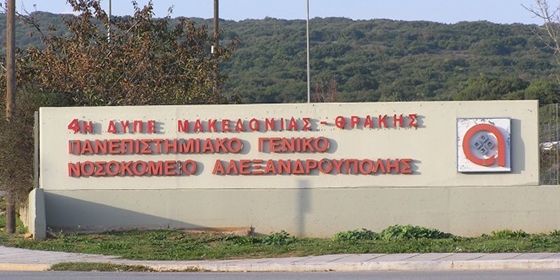 4η ΔΥΠΕ ΜΑΚΕΔΟΝΙΑΣ-ΘΡΑΚΗΣ
ΠΑΝΕΠΙΣΤΗΜΙΑΚΟ ΓΕΝΙΚΟ
ΝΟΣΟΚΟΜΕΙΟ ΑΛΕΞΑΝΔΡΟΥΠΟΛΗΣ
α